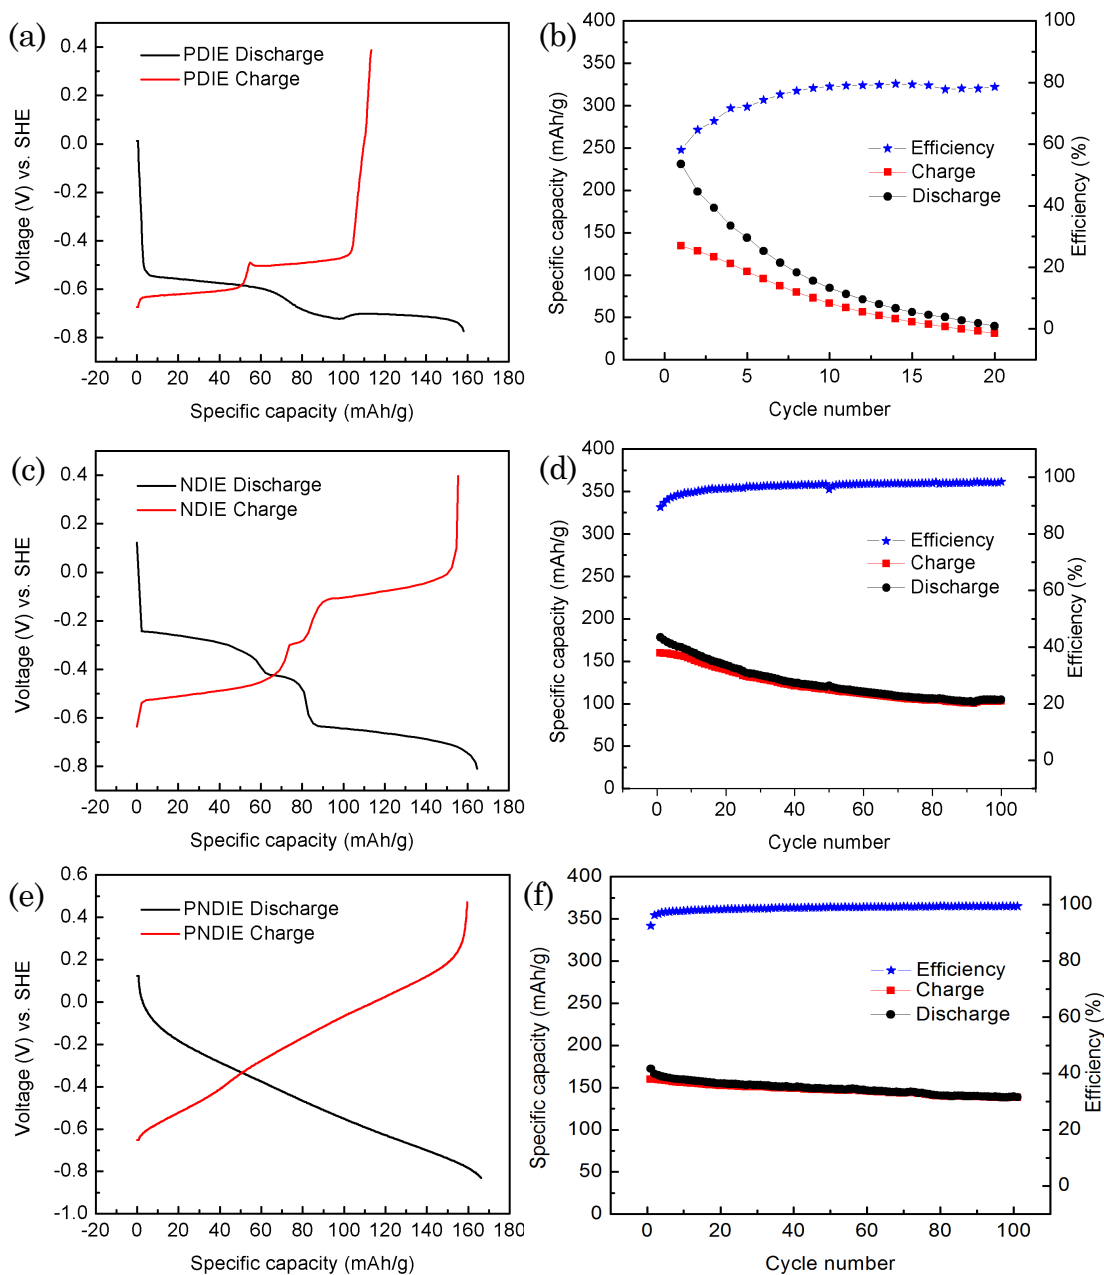 (a)
PDIE Discharge
PDIE Charge
0.4
0.2
0.0
-0.2
-0.4
-0.6
-0.8
Voltage (V) vs. SHE
-20 0 20 40 60 80 100 120 140 160 180
Specific capacity (mAh/g)
(b)
Efficiency
Charge
Discharge
400
350
300
250
200
150
100
50
0
Specific capacity (mAh/g)
100
80
60
40
20
0
Efficiency (%)
0 5 10 15 20
Cycle number
(c)
NDIE Discharge
NDIE Charge
0.4
0.2
0.0
-0.2
-0.4
-0.6
-0.8
Voltage (V) vs. SHE
-20 0 20 40 60 80 100 120 140 160 180
Specific capacity (mAh/g)
(d)
Efficiency
Charge
Discharge
400
350
300
250
200
150
100
50
0
Specific capacity (mAh/g)
100
80
60
40
20
0
Efficiency (%)
0 20 40 60 80 100
Cycle number
(e)
PNDIE Discharge
PNDIE Charge
0.6
0.4
0.2
0.0
-0.2
-0.4
-0.6
-0.8
-1.0
Voltage (V) vs. SHE
-20 0 20 40 60 80 100 120 140 160 180
Specific capacity (mAh/g)
(f)
Efficiency
Charge
Discharge
400
350
300
250
200
150
100
50
0
Specific capacity (mAh/g)
100
80
60
40
20
0
Efficiency (%)
0 20 40 60 80 100
Cycle number